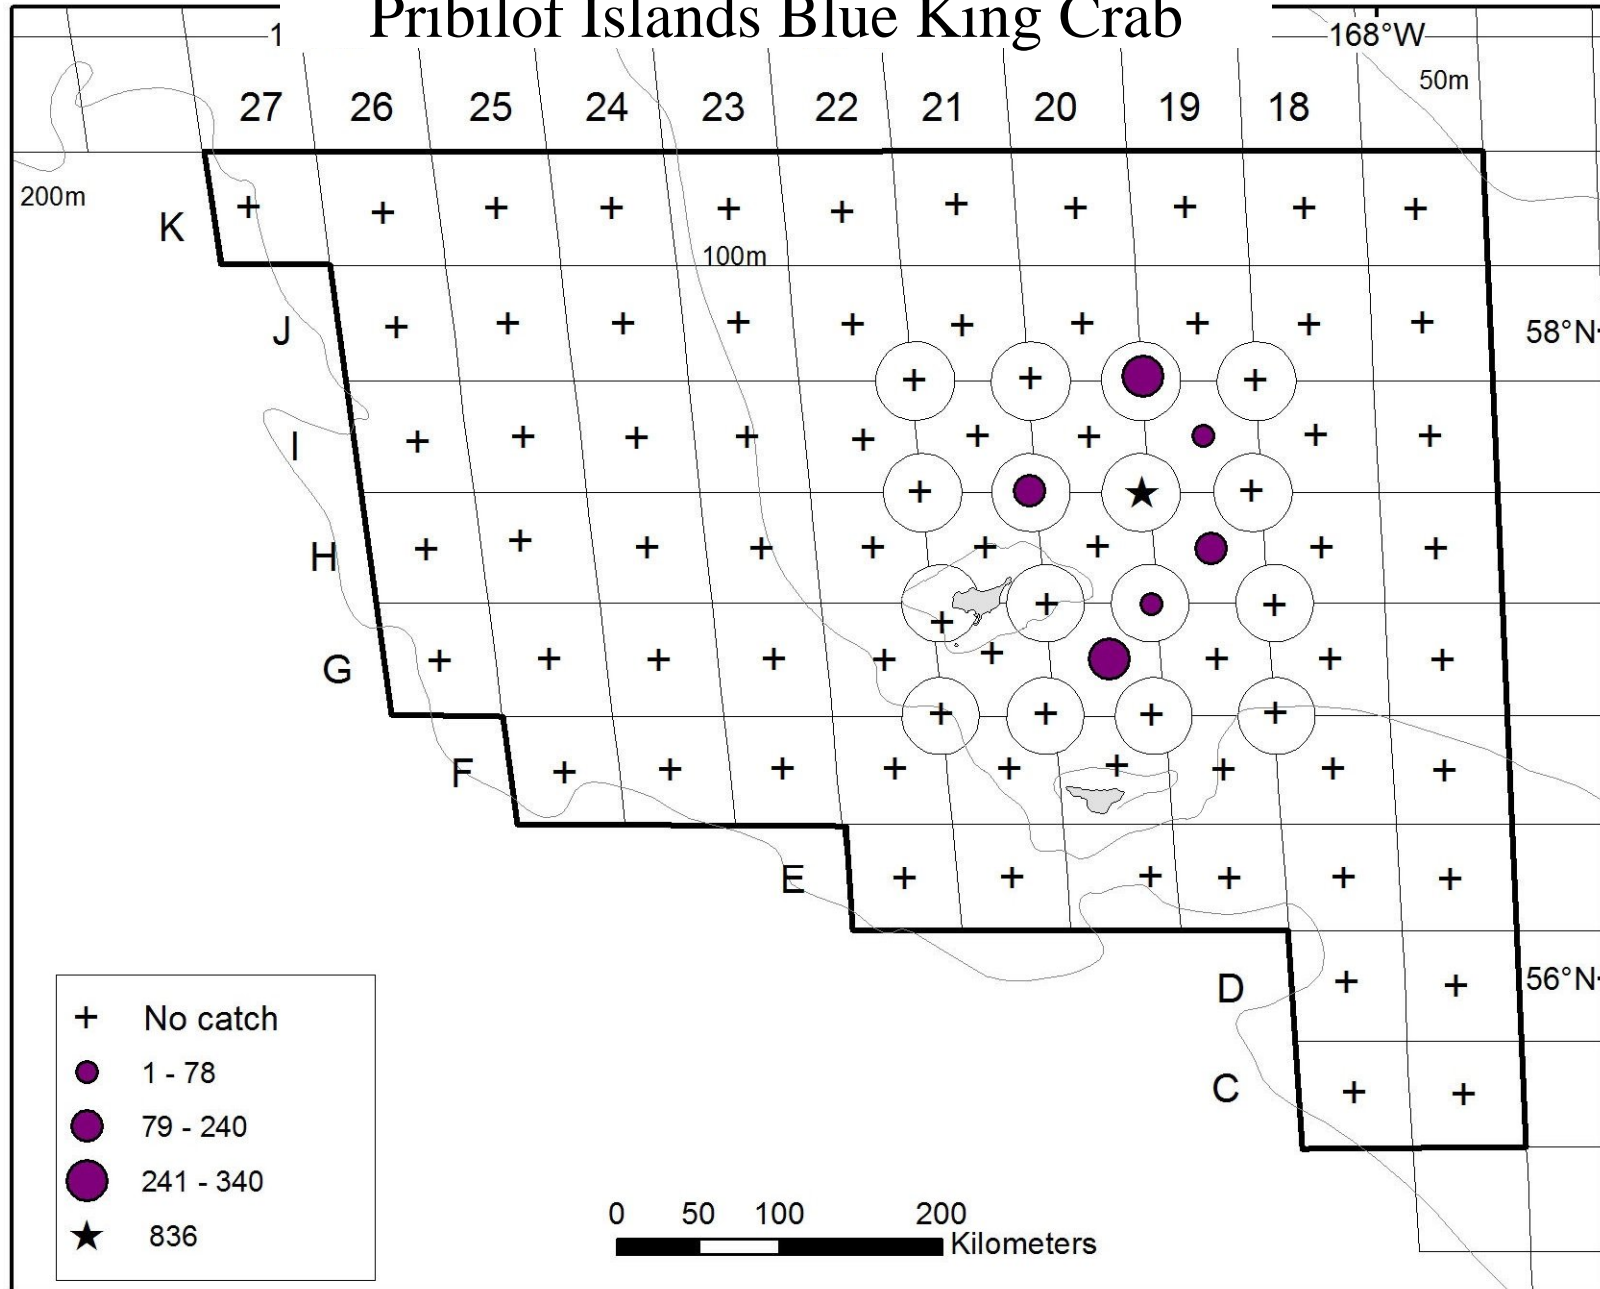 Pribilof Islands Blue King Crab
168°W
50m
27 26 25 24 23 22 21 20 19 18
200m
K
100m
J
58°N
I
H
G
F
E
D
56°N
C
No catch
1 - 78
79 - 240
241 - 340
836
0 50 100 200
Kilometers